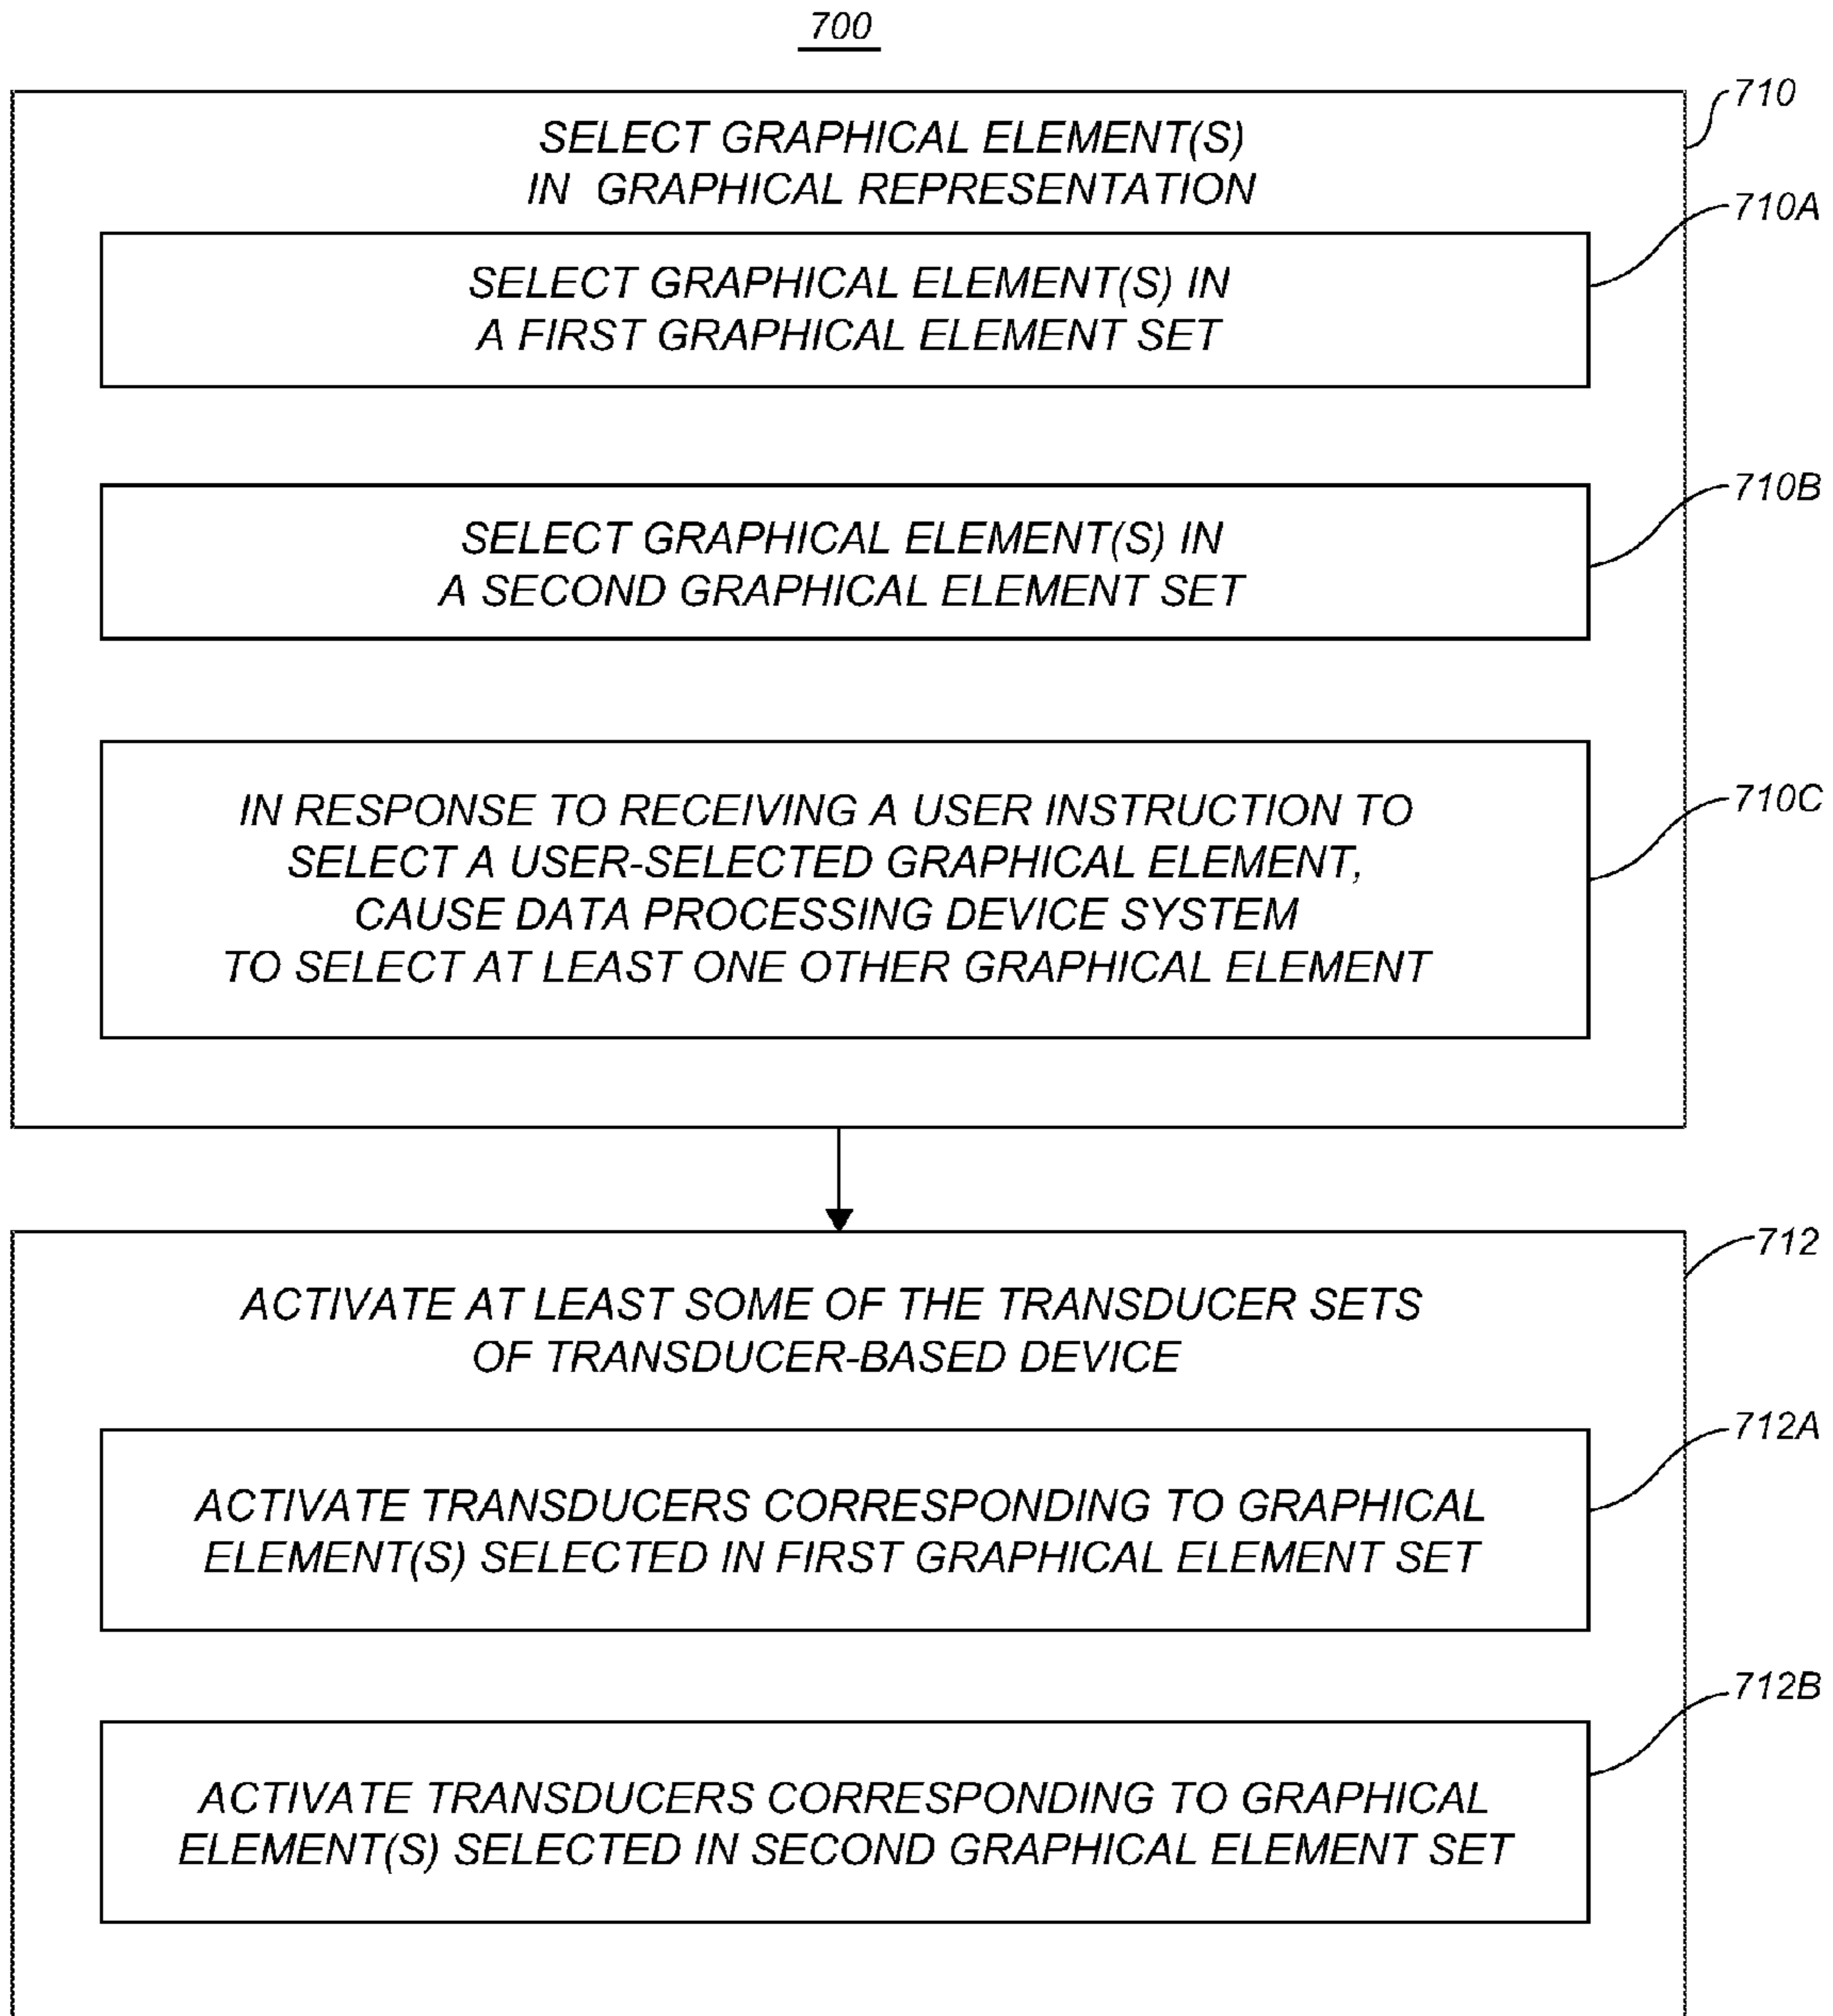 700
710
SELECT GRAPHICAL ELEMENT(S)
IN GRAPHICAL REPRESENTATION
710A
SELECT GRAPHICAL ELEMENT(S) IN
A FIRST GRAPHICAL ELEMENT SET
710B
SELECT GRAPHICAL ELEMENT(S) IN
A SECOND GRAPHICAL ELEMENT SET
710C
IN RESPONSE TO RECEIVING A USER INSTRUCTION TO
SELECT A USER-SELECTED GRAPHICAL ELEMENT,
CAUSE DATA PROCESSING DEVICE SYSTEM
TO SELECT AT LEAST ONE OTHER GRAPHICAL ELEMENT
712
ACTIVATE AT LEAST SOME OF THE TRANSDUCER SETS
OF TRANSDUCER-BASED DEVICE
712A
ACTIVATE TRANSDUCERS CORRESPONDING TO GRAPHICAL
ELEMENT(S) SELECTED IN FIRST GRAPHICAL ELEMENT SET
712B
ACTIVATE TRANSDUCERS CORRESPONDING TO GRAPHICAL
ELEMENT(S) SELECTED IN SECOND GRAPHICAL ELEMENT SET